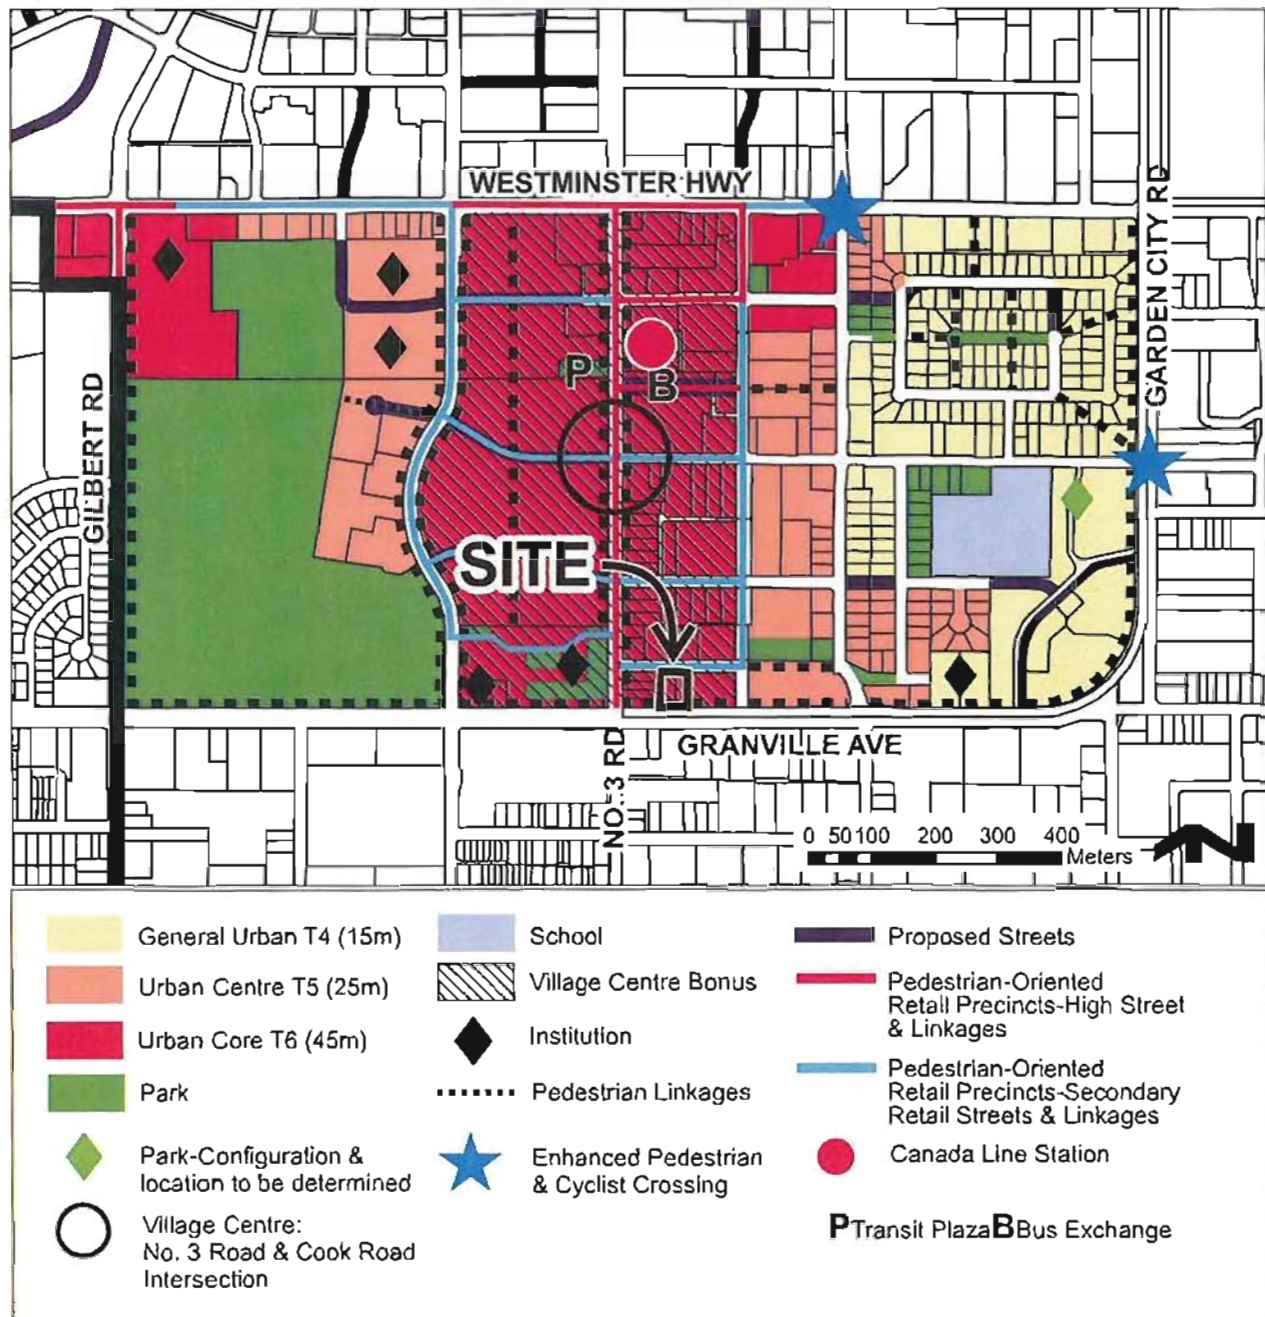 WESTMINSTER HWY
GARDEN CITY RD
GILBERT RD
P
B
SITE
NO. 3 RD
GRANVILLE AVE
0 50 100 200 300 400
Meters
N
General Urban T4 (15m)
Urban Centre T5 (25m)
Urban Core T6 (45m)
Park
Park-Configuration &
location to be determined
Village Centre:
No. 3 Road & Cook Road
Intersection
School
Village Centre Bonus
Institution
Pedestrian Linkages
Enhanced Pedestrian
& Cyclist Crossing
Proposed Streets
Pedestrian-Oriented
Retail Precincts-High Street
& Linkages
Pedestrian-Oriented
Retail Precincts-Secondary
Retail Streets & Linkages
Canada Line Station
P Transit Plaza B Bus Exchange